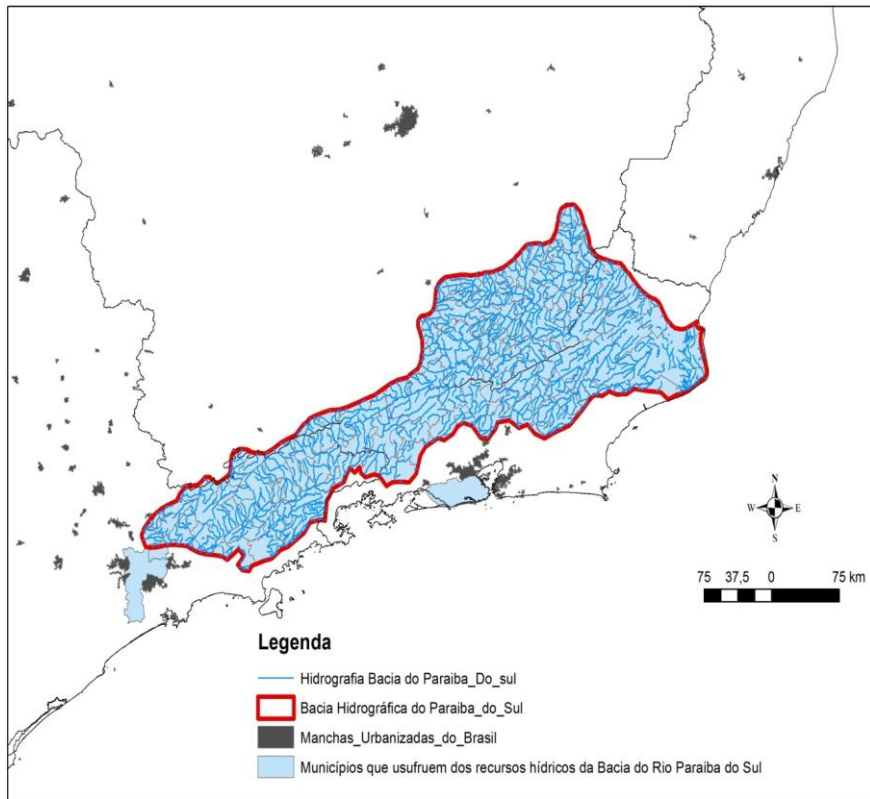 N
W E
S
75 37,5 0 75 km
Legenda
Hidrografia Bacia do Paraiba_Do_sul
Bacia Hidrográfica do Paraiba_do_Sul
Manchas_Urbanizadas_do_Brasil
Municípios que usufruem dos recursos hídricos da Bacia do Rio Paraiba do Sul